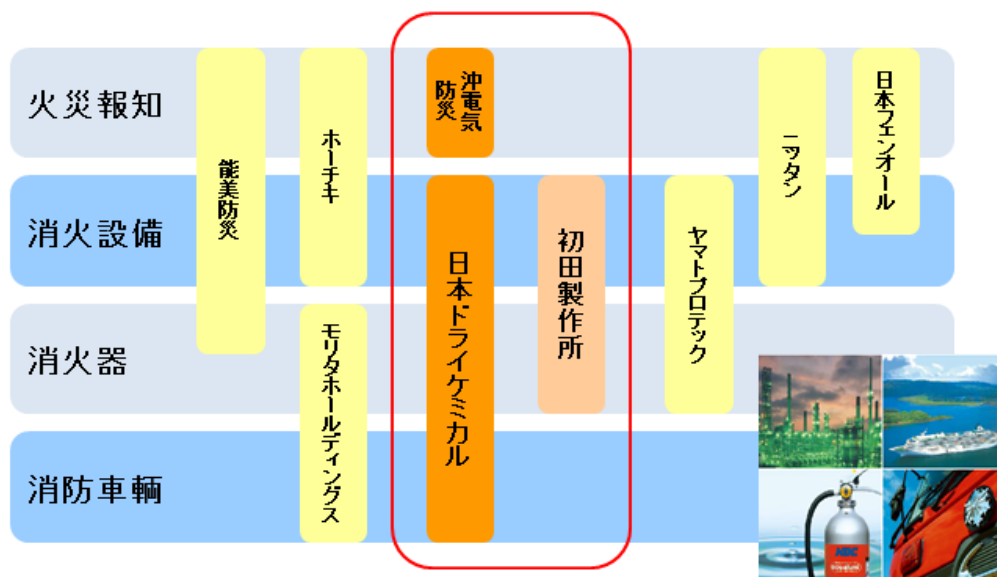 火災報知
消火設備
消火器
消防車輌
能美防災
ホーチキ
モリタホールディングス
沖電気
防災
日本ドライケミカル
初田製作所
ヤマトプロテック
ニッタン
日本フェンオール
NDC